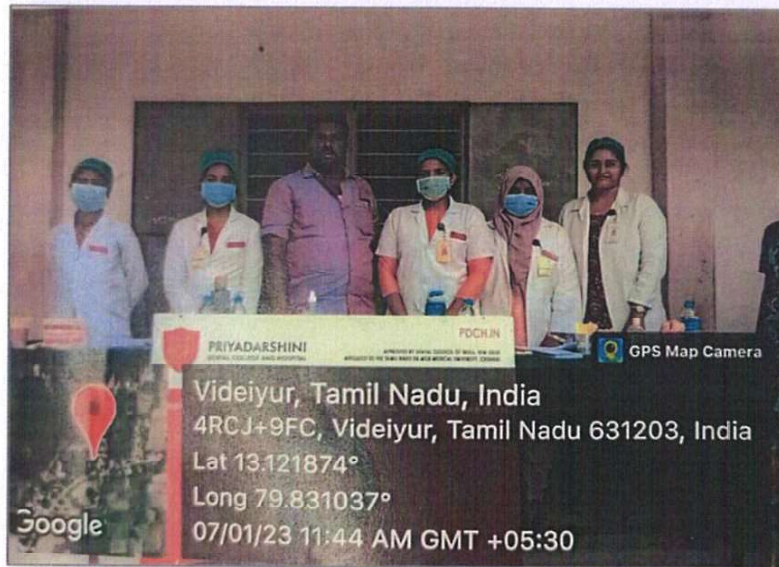 PRIYADARSHINI
DENTAL COLLEGE AND HOSPITAL
PDCH.IN
GPS Map Camera
Videiyur, Tamil Nadu, India
4RCJ+9FC, Videiyur, Tamil Nadu 631203, India
Lat 13.121874°
Long 79.831037°
07/01/23 11:44 AM GMT +05:30
Google